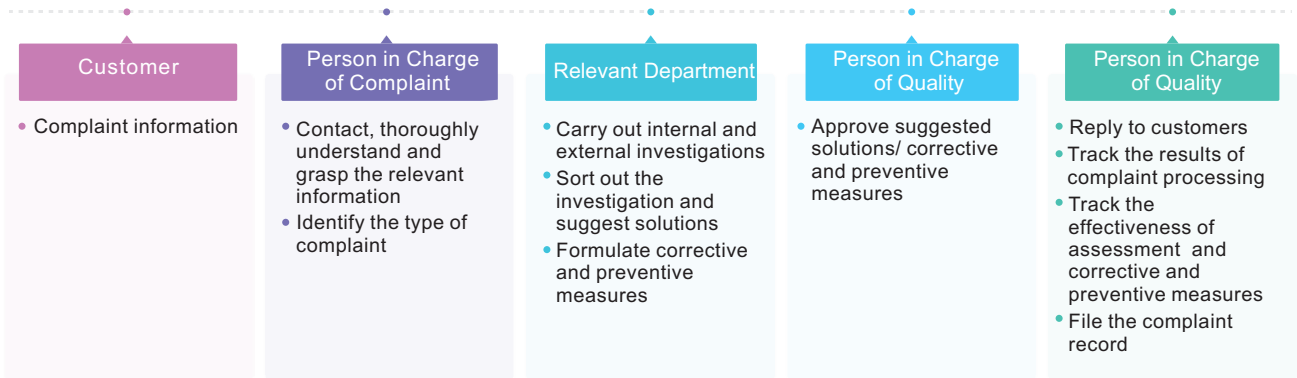 Customer
• Complaint information
Person in Charge
of Complaint
• Contact, thoroughly
understand and
grasp the relevant
information
• Identify the type of
complaint
Relevant Department
• Carry out internal and
external investigations
• Sort out the
investigation and
suggest solutions
• Formulate corrective
and preventive
measures
Person in Charge
of Quality
• Approve suggested
solutions/ corrective
and preventive
measures
Person in Charge
of Quality
• Reply to customers
• Track the results of
complaint processing
• Track the
effectiveness of
assessment and
corrective and
preventive measures
• File the complaint
record